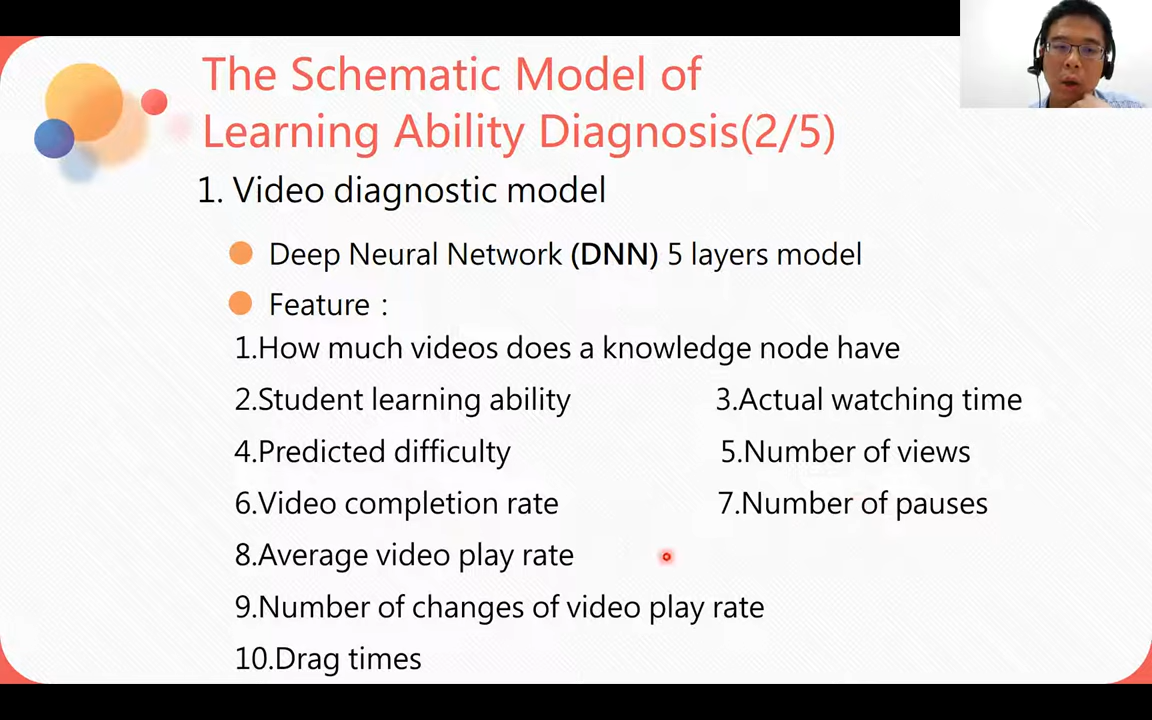 The Schematic Model of
Learning Ability Diagnosis(2/5)
1. Video diagnostic model
Deep Neural Network (DNN) 5 layers model
Feature：
1.How much videos does a knowledge node have
2.Student learning ability 3.Actual watching time
4.Predicted difficulty 5.Number of views
6.Video completion rate 7.Number of pauses
8.Average video play rate
9.Number of changes of video play rate
10.Drag times